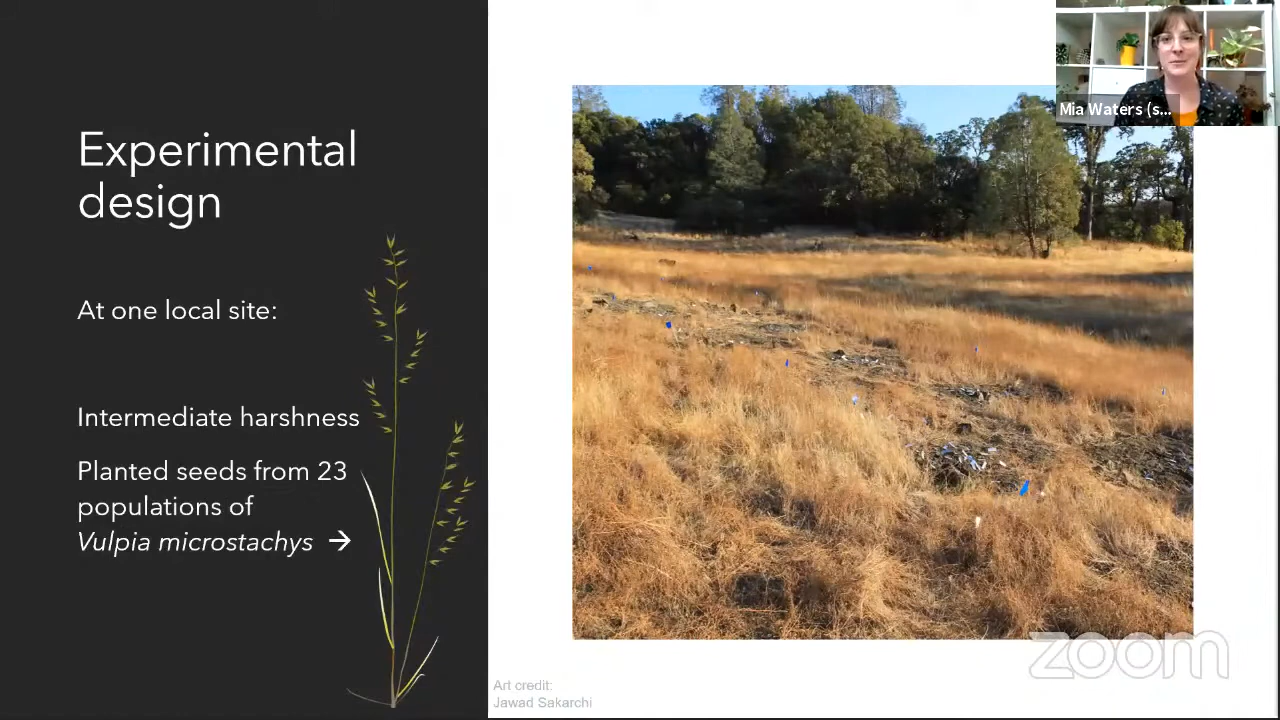 Experimental
design
At one local site:
Intermediate harshness
Planted seeds from 23
populations of
Vulpia microstachys →
Art credit:
Jawad Sakarchi
Mia Waters (s...
zoom